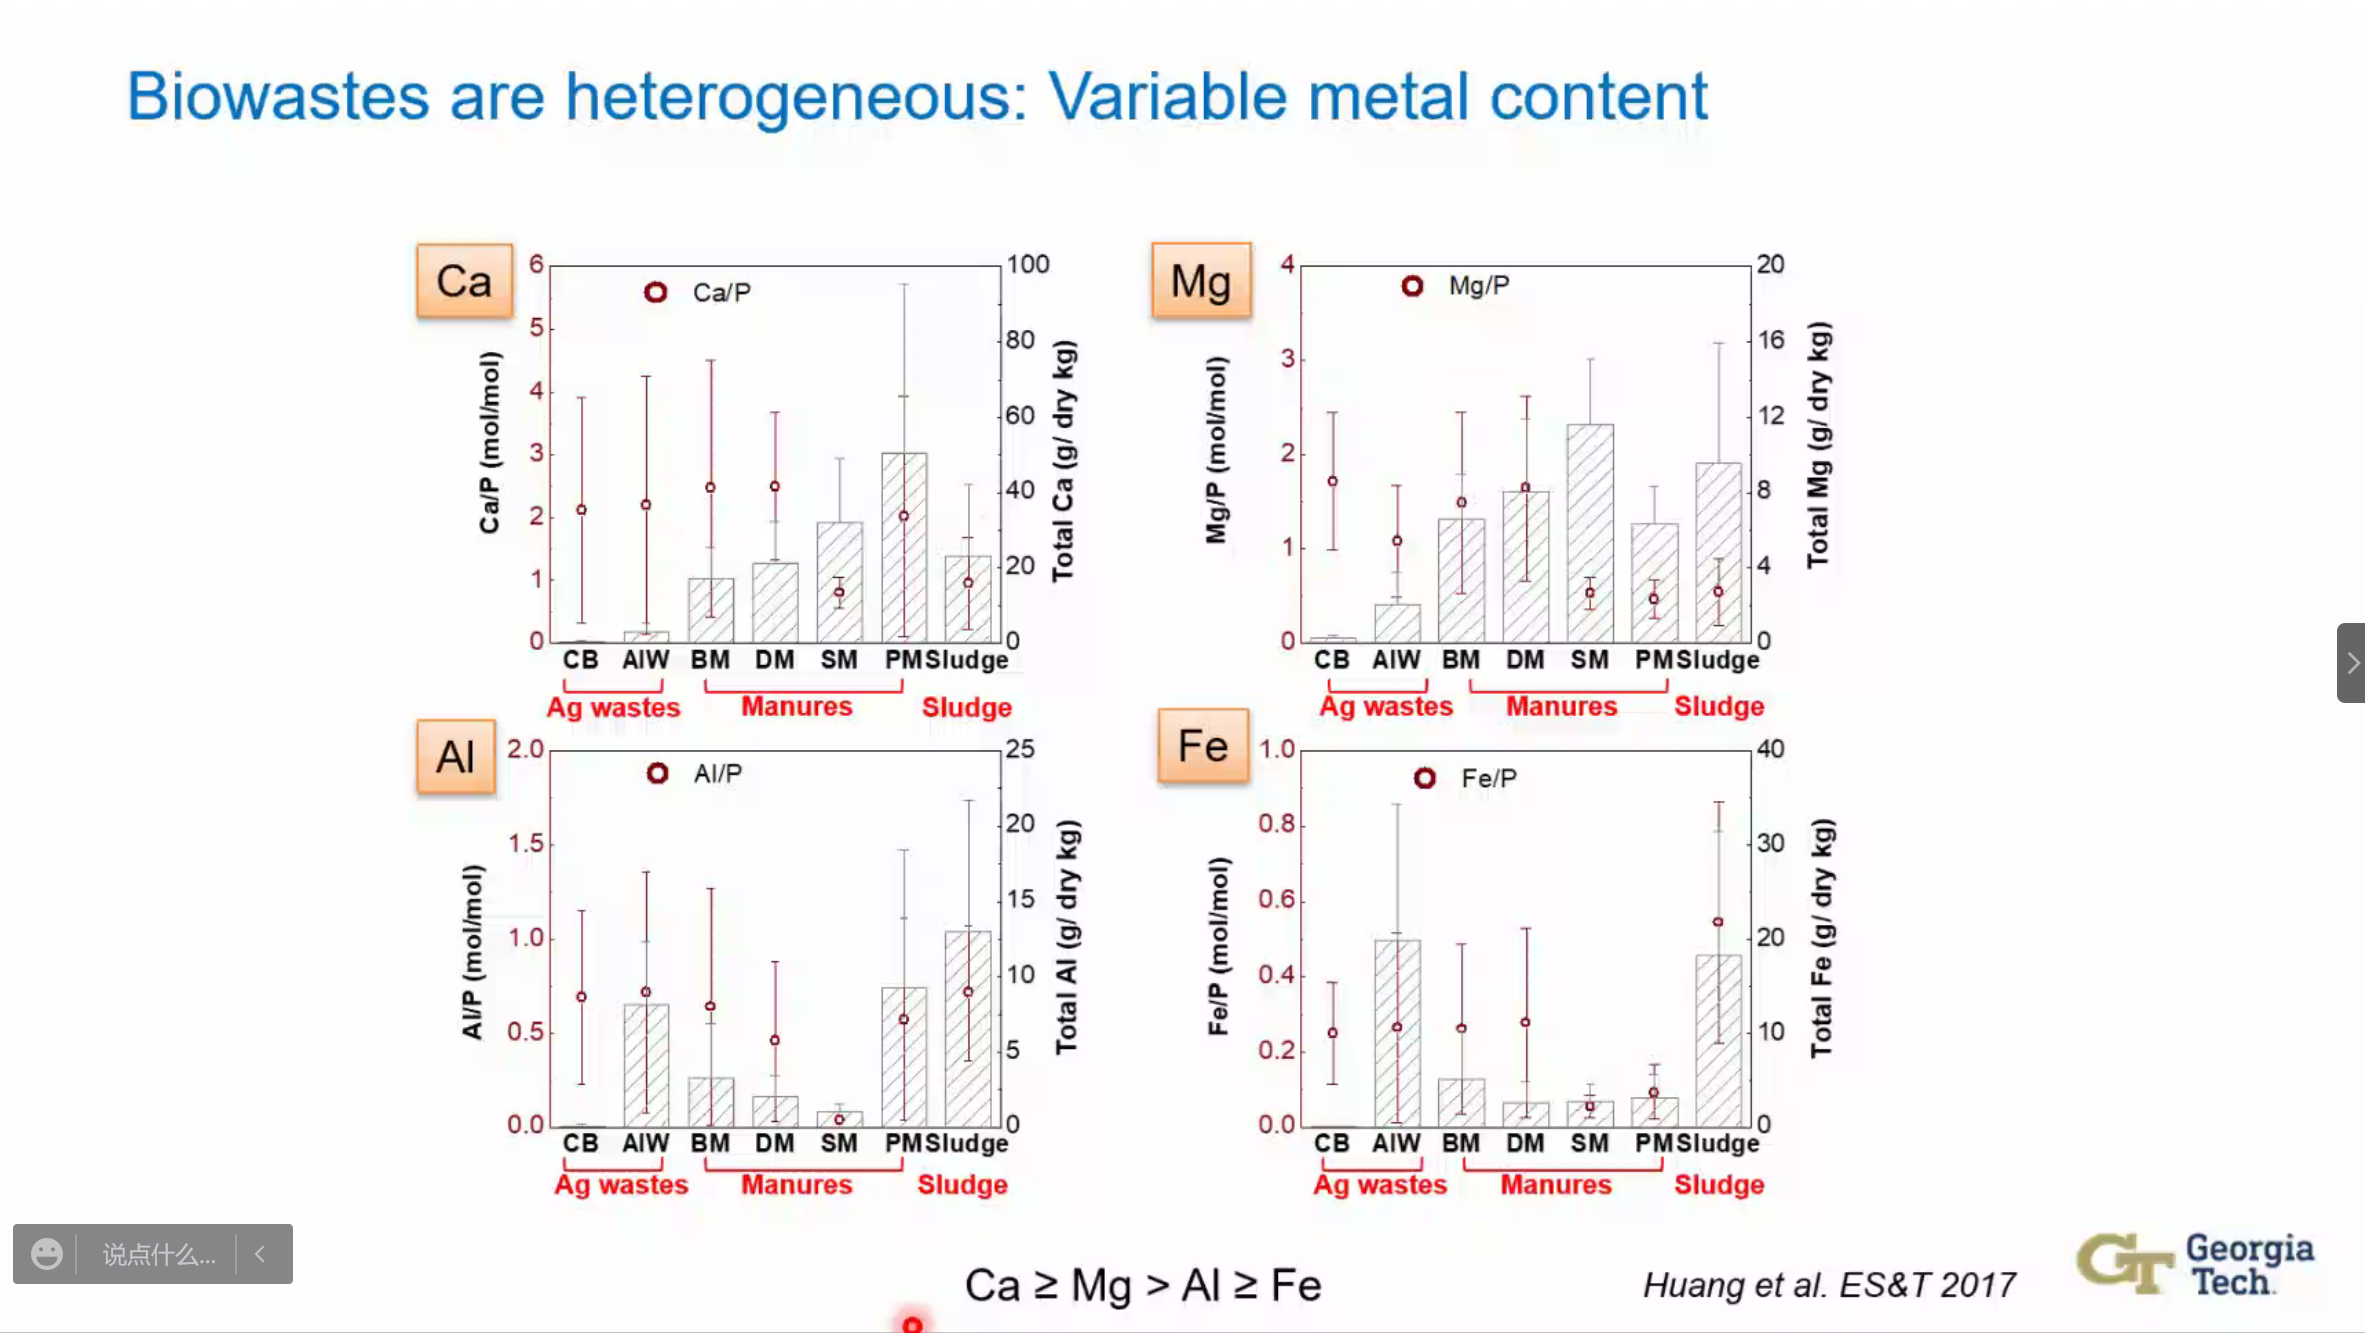 Biowastes are heterogeneous: Variable metal content
Ca
6
5
4
3
2
1
0
Ca/P (mol/mol)
Ca/P
100
80
60
40
20
0
Total Ca (g/ dry kg)
CB AIW BM DM SM PM Sludge
Ag wastes Manures Sludge
Mg
4
3
2
1
0
Mg/P (mol/mol)
Mg/P
20
16
12
8
4
0
Total Mg (g/ dry kg)
CB AIW BM DM SM PM Sludge
Ag wastes Manures Sludge
Al
2.0
1.5
1.0
0.5
0.0
Al/P (mol/mol)
Al/P
25
20
15
10
5
0
Total Al (g/ dry kg)
CB AIW BM DM SM PM Sludge
Ag wastes Manures Sludge
Fe
1.0
0.8
0.6
0.4
0.2
0.0
Fe/P (mol/mol)
Fe/P
40
30
20
10
0
Total Fe (g/ dry kg)
CB AIW BM DM SM PM Sludge
Ag wastes Manures Sludge
说点什么...
Ca ≥ Mg > Al ≥ Fe
Huang et al. ES&T 2017
GT
Georgia
Tech.